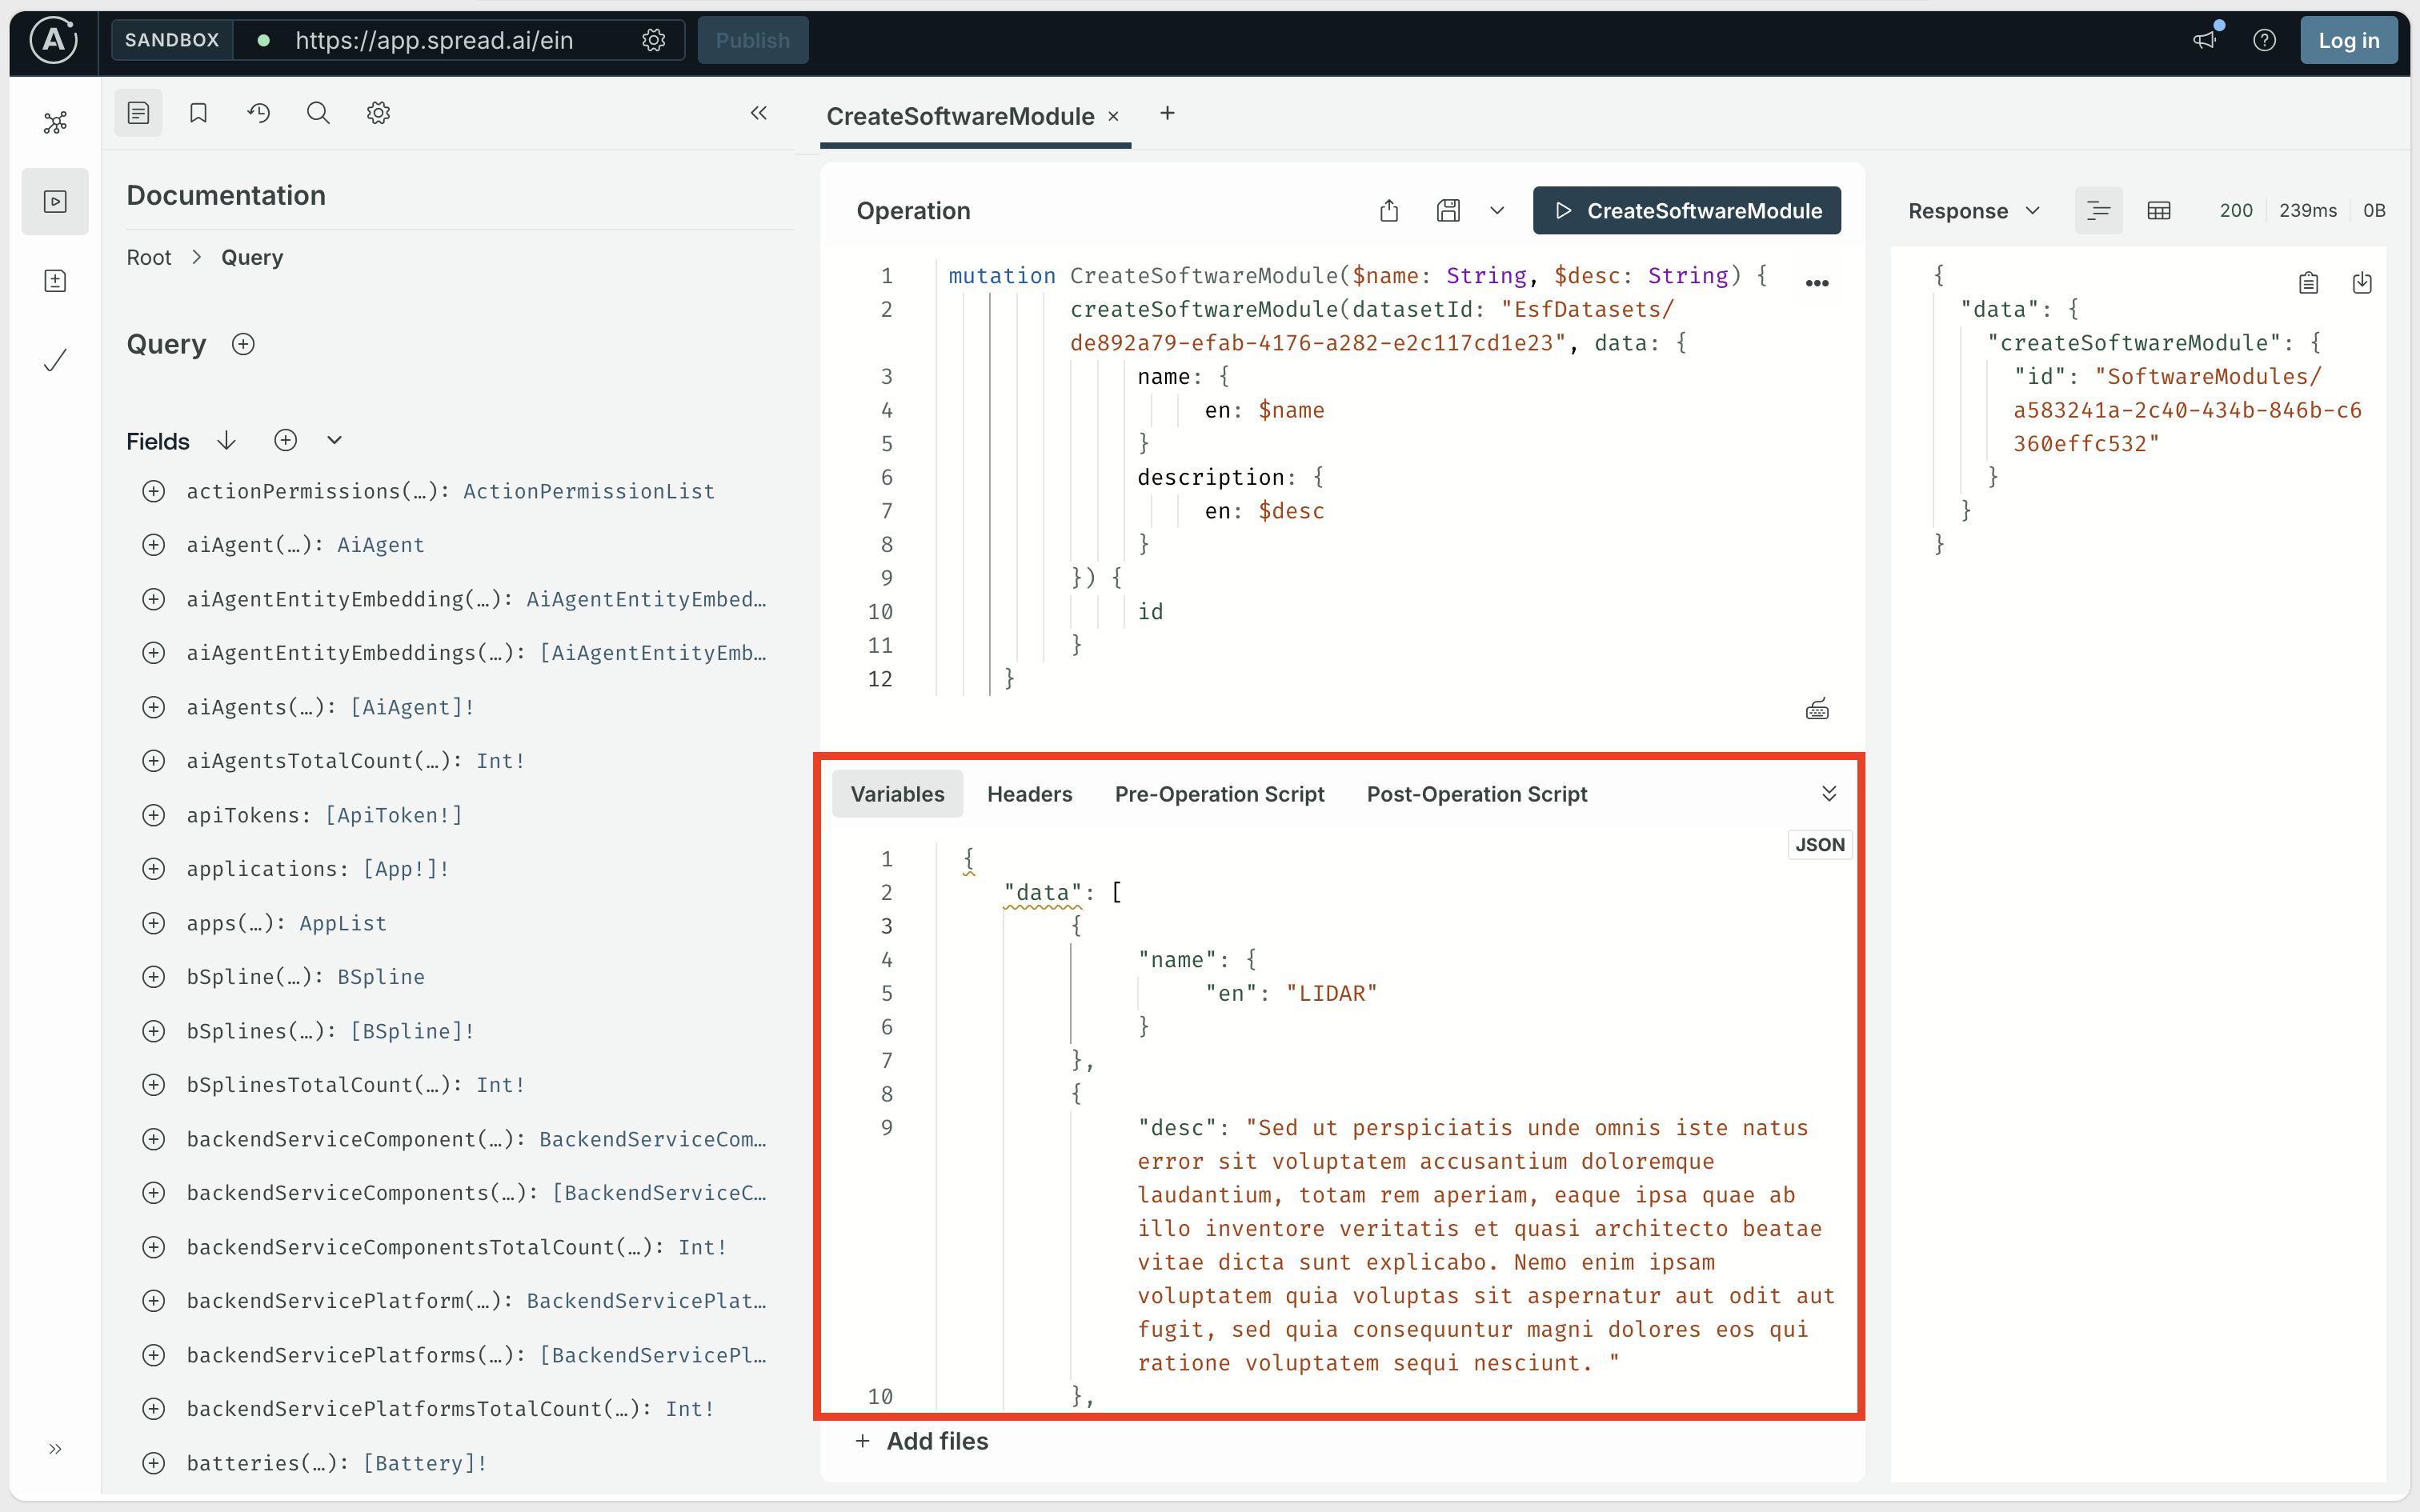 SANDBOX
https://app.spread.ai/ein
Publish
Log in
Documentation
Root > Query
Query
Fields
actionPermissions(…): ActionPermissionList
aiAgent(…): AiAgent
aiAgentEntityEmbedding(…): AiAgentEntityEmbed…
aiAgentEntityEmbeddings(…): [AiAgentEntityEmb…
aiAgents(…): [AiAgent]!
aiAgentsTotalCount(…): Int!
apiTokens: [ApiToken!]
applications: [App!]!
apps(…): AppList
bSpline(…): BSpline
bSplines(…): [BSpline]!
bSplinesTotalCount(…): Int!
backendServiceComponent(…): BackendServiceCom…
backendServiceComponents(…): [BackendServiceC…
backendServiceComponentsTotalCount(…): Int!
backendServicePlatform(…): BackendServicePlat…
backendServicePlatforms(…): [BackendServicePl…
backendServicePlatformsTotalCount(…): Int!
batteries(…): [Battery]!
CreateSoftwareModule × +
Operation
CreateSoftwareModule
1 mutation CreateSoftwareModule($name: String, $desc: String) {
2 createSoftwareModule(datasetId: "EsfDatasets/
de892a79-efab-4176-a282-e2c117cd1e23", data: {
3 name: {
4 en: $name
5 }
6 description: {
7 en: $desc
8 }
9 }) {
10 id
11 }
12 }
Variables Headers Pre-Operation Script Post-Operation Script
JSON
1 {
2 "data": [
3 {
4 "name": {
5 "en": "LIDAR"
6 }
7 },
8 {
9 "desc": "Sed ut perspiciatis unde omnis iste natus
error sit voluptatem accusantium doloremque
laudantium, totam rem aperiam, eaque ipsa quae ab
illo inventore veritatis et quasi architecto beatae
vitae dicta sunt explicabo. Nemo enim ipsam
voluptatem quia voluptas sit aspernatur aut odit aut
fugit, sed quia consequuntur magni dolores eos qui
ratione voluptatem sequi nesciunt. "
10 },
+ Add files
Response
200 239ms 0B
{
"data": {
"createSoftwareModule": {
"id": "SoftwareModules/
a583241a-2c40-434b-846b-c6
360effc532"
}
}
}